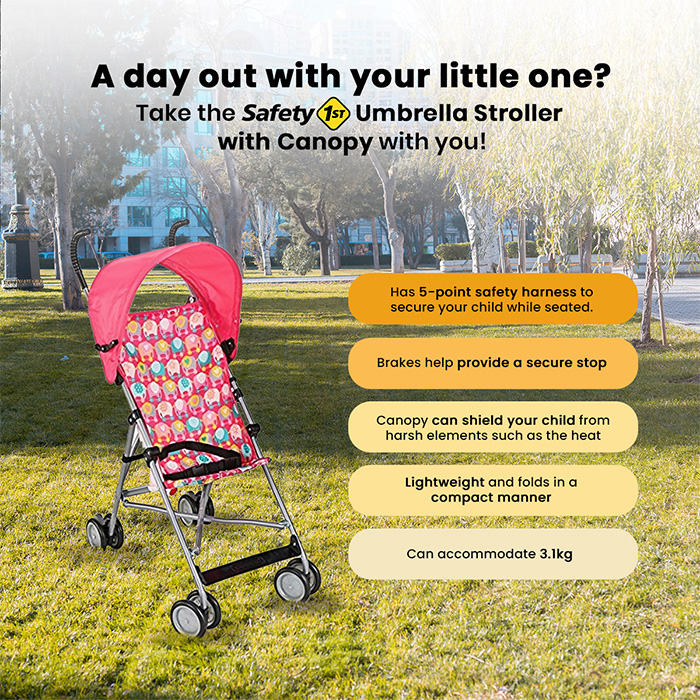 A day out with your little one?
Take the Safety 1ST Umbrella Stroller
with Canopy with you!
Has 5-point safety harness to
secure your child while seated.
Brakes help provide a secure stop
Canopy can shield your child from
harsh elements such as the heat
Lightweight and folds in a
compact manner
Can accommodate 3.1kg